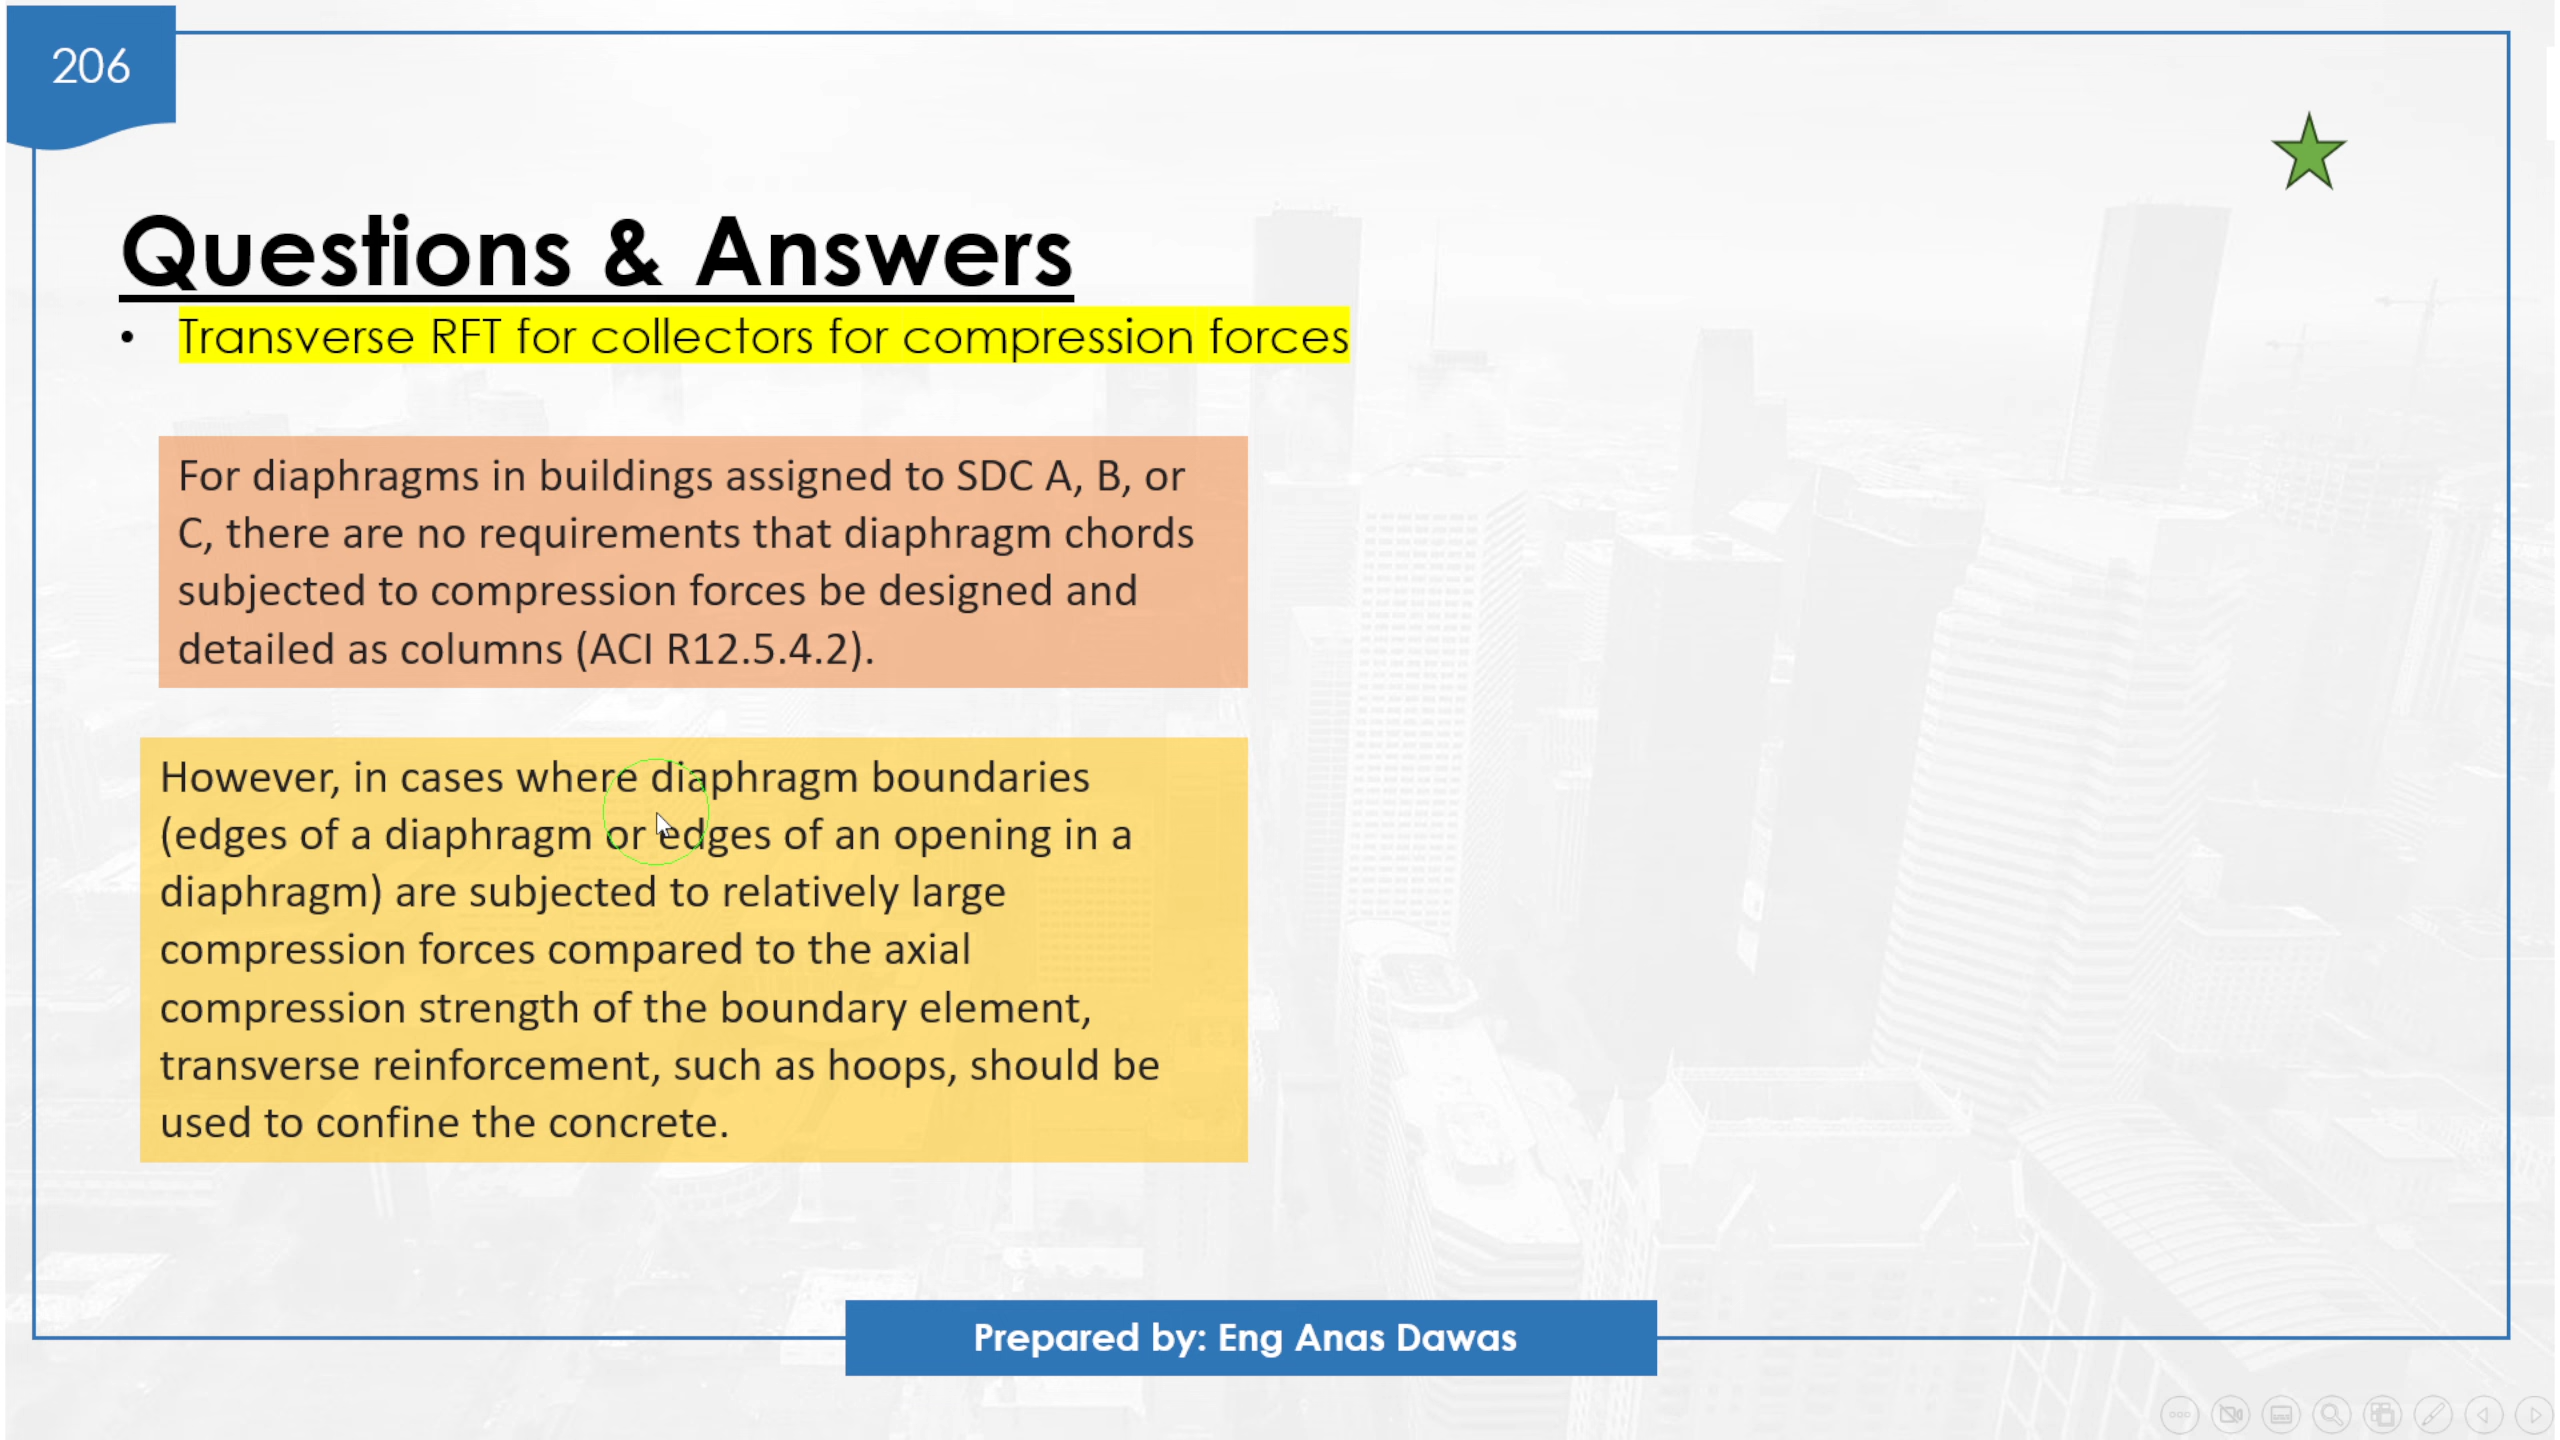 206
Questions & Answers
• Transverse RFT for collectors for compression forces
For diaphragms in buildings assigned to SDC A, B, or
C, there are no requirements that diaphragm chords
subjected to compression forces be designed and
detailed as columns (ACI R12.5.4.2).
However, in cases where diaphragm boundaries
(edges of a diaphragm or edges of an opening in a
diaphragm) are subjected to relatively large
compression forces compared to the axial
compression strength of the boundary element,
transverse reinforcement, such as hoops, should be
used to confine the concrete.
Prepared by: Eng Anas Dawas